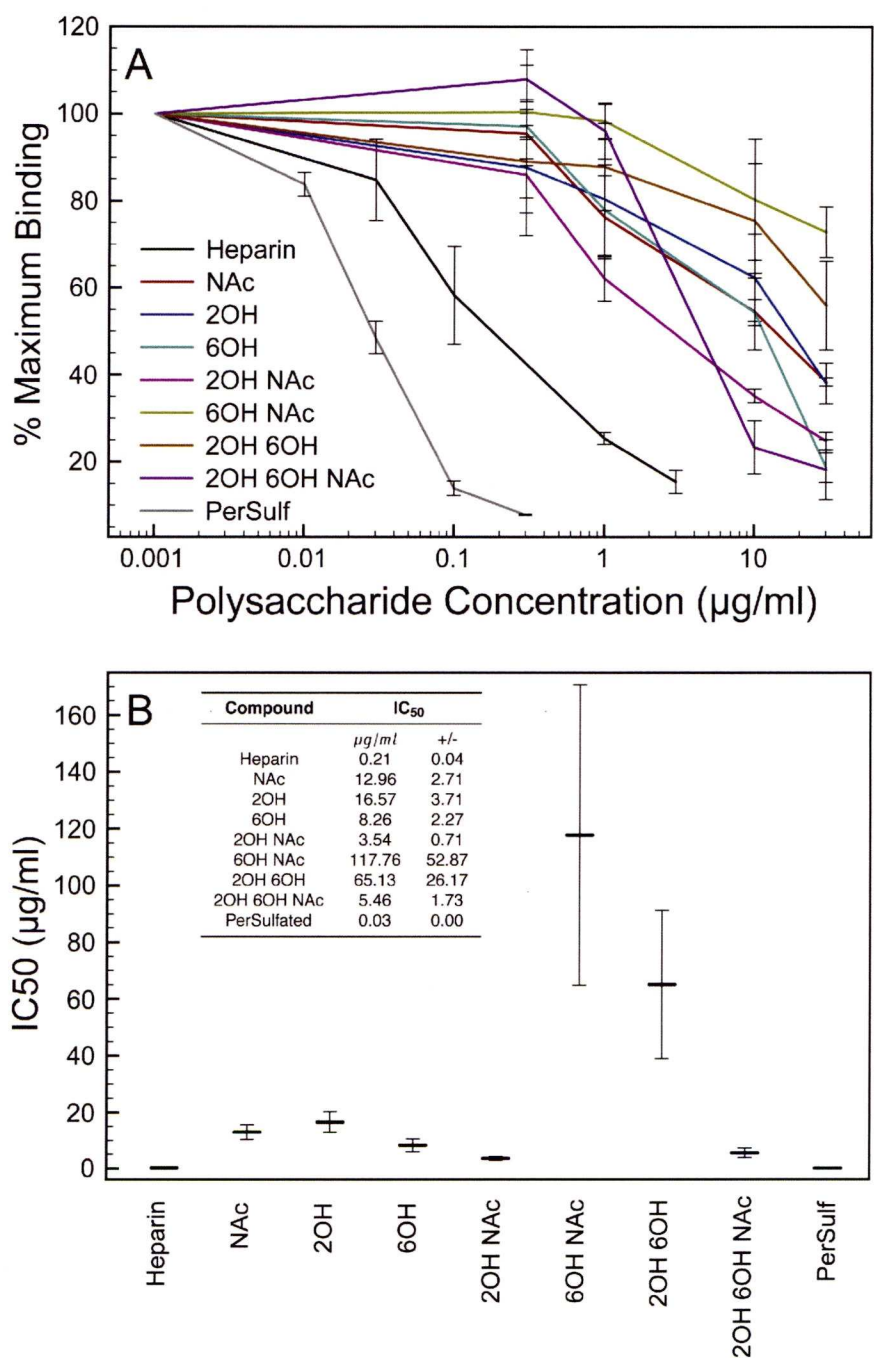 A
120
100
80
60
40
20
% Maximum Binding
Heparin
NAc
2OH
6OH
2OH NAc
6OH NAc
2OH 6OH
2OH 6OH NAc
PerSulf
0.001 0.01 0.1 1 10
Polysaccharide Concentration (µg/ml)
B
160
140
120
100
80
60
40
20
0
IC50 (µg/ml)
Compound IC50
µg/ml +/-
Heparin 0.21 0.04
NAc 12.96 2.71
2OH 16.57 3.71
6OH 8.26 2.27
2OH NAc 3.54 0.71
6OH NAc 117.76 52.87
2OH 6OH 65.13 26.17
2OH 6OH NAc 5.46 1.73
PerSulfated 0.03 0.00
Heparin
NAc
2OH
6OH
2OH NAc
6OH NAc
2OH 6OH
2OH 6OH NAc
PerSulf